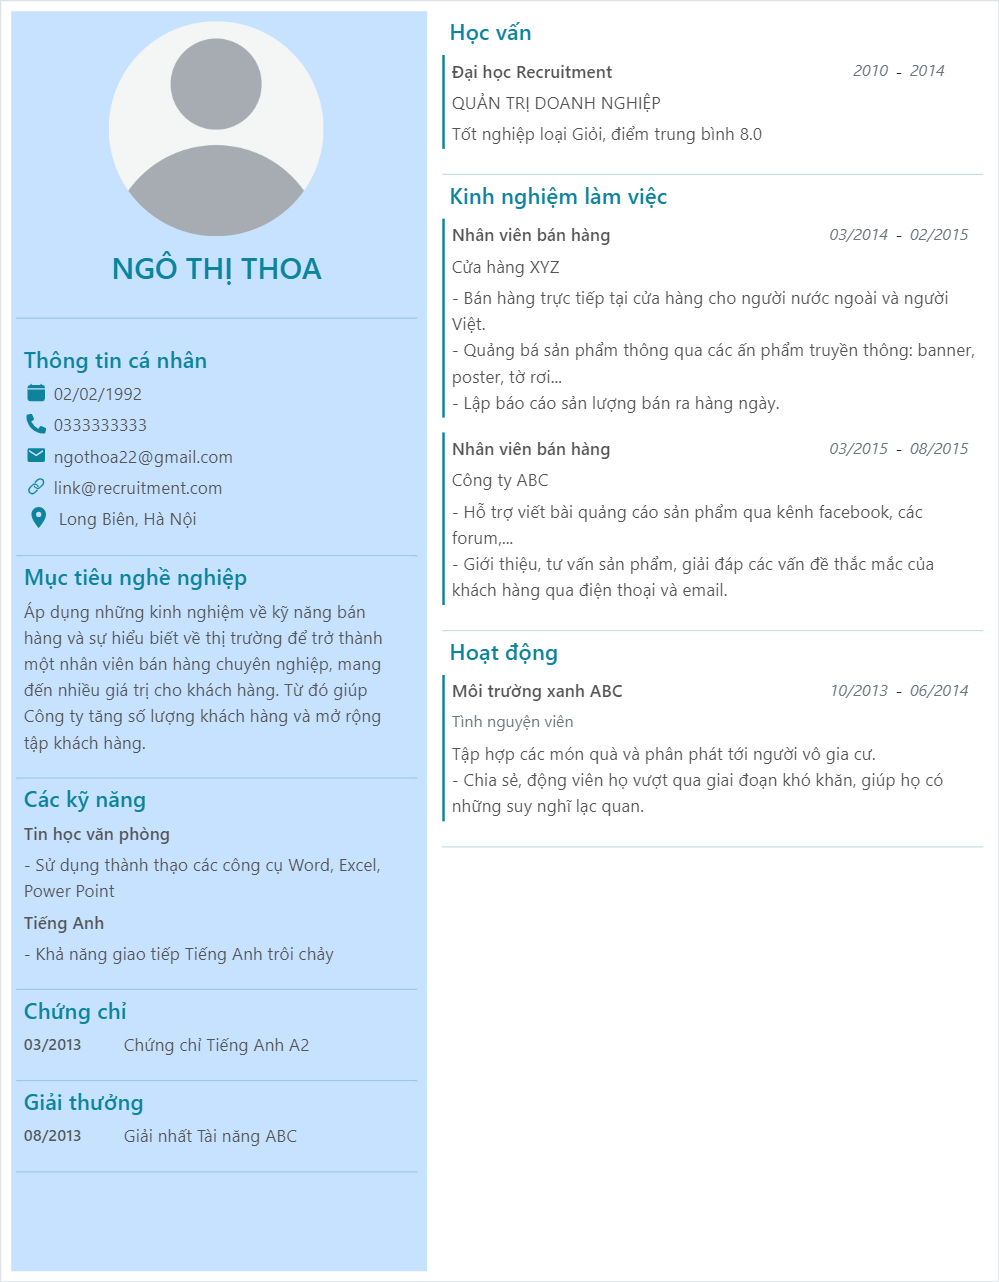 NGÔ THỊ THOA
Thông tin cá nhân
02/02/1992
0333333333
ngothoa22@gmail.com
link@recruitment.com
Long Biên, Hà Nội
Mục tiêu nghề nghiệp
Áp dụng những kinh nghiệm về kỹ năng bán
hàng và sự hiểu biết về thị trường để trở thành
một nhân viên bán hàng chuyên nghiệp, mang
đến nhiều giá trị cho khách hàng. Từ đó giúp
Công ty tăng số lượng khách hàng và mở rộng
tập khách hàng.
Các kỹ năng
Tin học văn phòng
- Sử dụng thành thạo các công cụ Word, Excel,
Power Point
Tiếng Anh
- Khả năng giao tiếp Tiếng Anh trôi chảy
Chứng chỉ
03/2013 Chứng chỉ Tiếng Anh A2
Giải thưởng
08/2013 Giải nhất Tài năng ABC
Học vấn
Đại học Recruitment 2010 - 2014
QUẢN TRỊ DOANH NGHIỆP
Tốt nghiệp loại Giỏi, điểm trung bình 8.0
Kinh nghiệm làm việc
Nhân viên bán hàng 03/2014 - 02/2015
Cửa hàng XYZ
- Bán hàng trực tiếp tại cửa hàng cho người nước ngoài và người
Việt.
- Quảng bá sản phẩm thông qua các ấn phẩm truyền thông: banner,
poster, tờ rơi...
- Lập báo cáo sản lượng bán ra hàng ngày.
Nhân viên bán hàng 03/2015 - 08/2015
Công ty ABC
- Hỗ trợ viết bài quảng cáo sản phẩm qua kênh facebook, các
forum,...
- Giới thiệu, tư vấn sản phẩm, giải đáp các vấn đề thắc mắc của
khách hàng qua điện thoại và email.
Hoạt động
Môi trường xanh ABC 10/2013 - 06/2014
Tình nguyện viên
Tập hợp các món quà và phân phát tới người vô gia cư.
- Chia sẻ, động viên họ vượt qua giai đoạn khó khăn, giúp họ có
những suy nghĩ lạc quan.